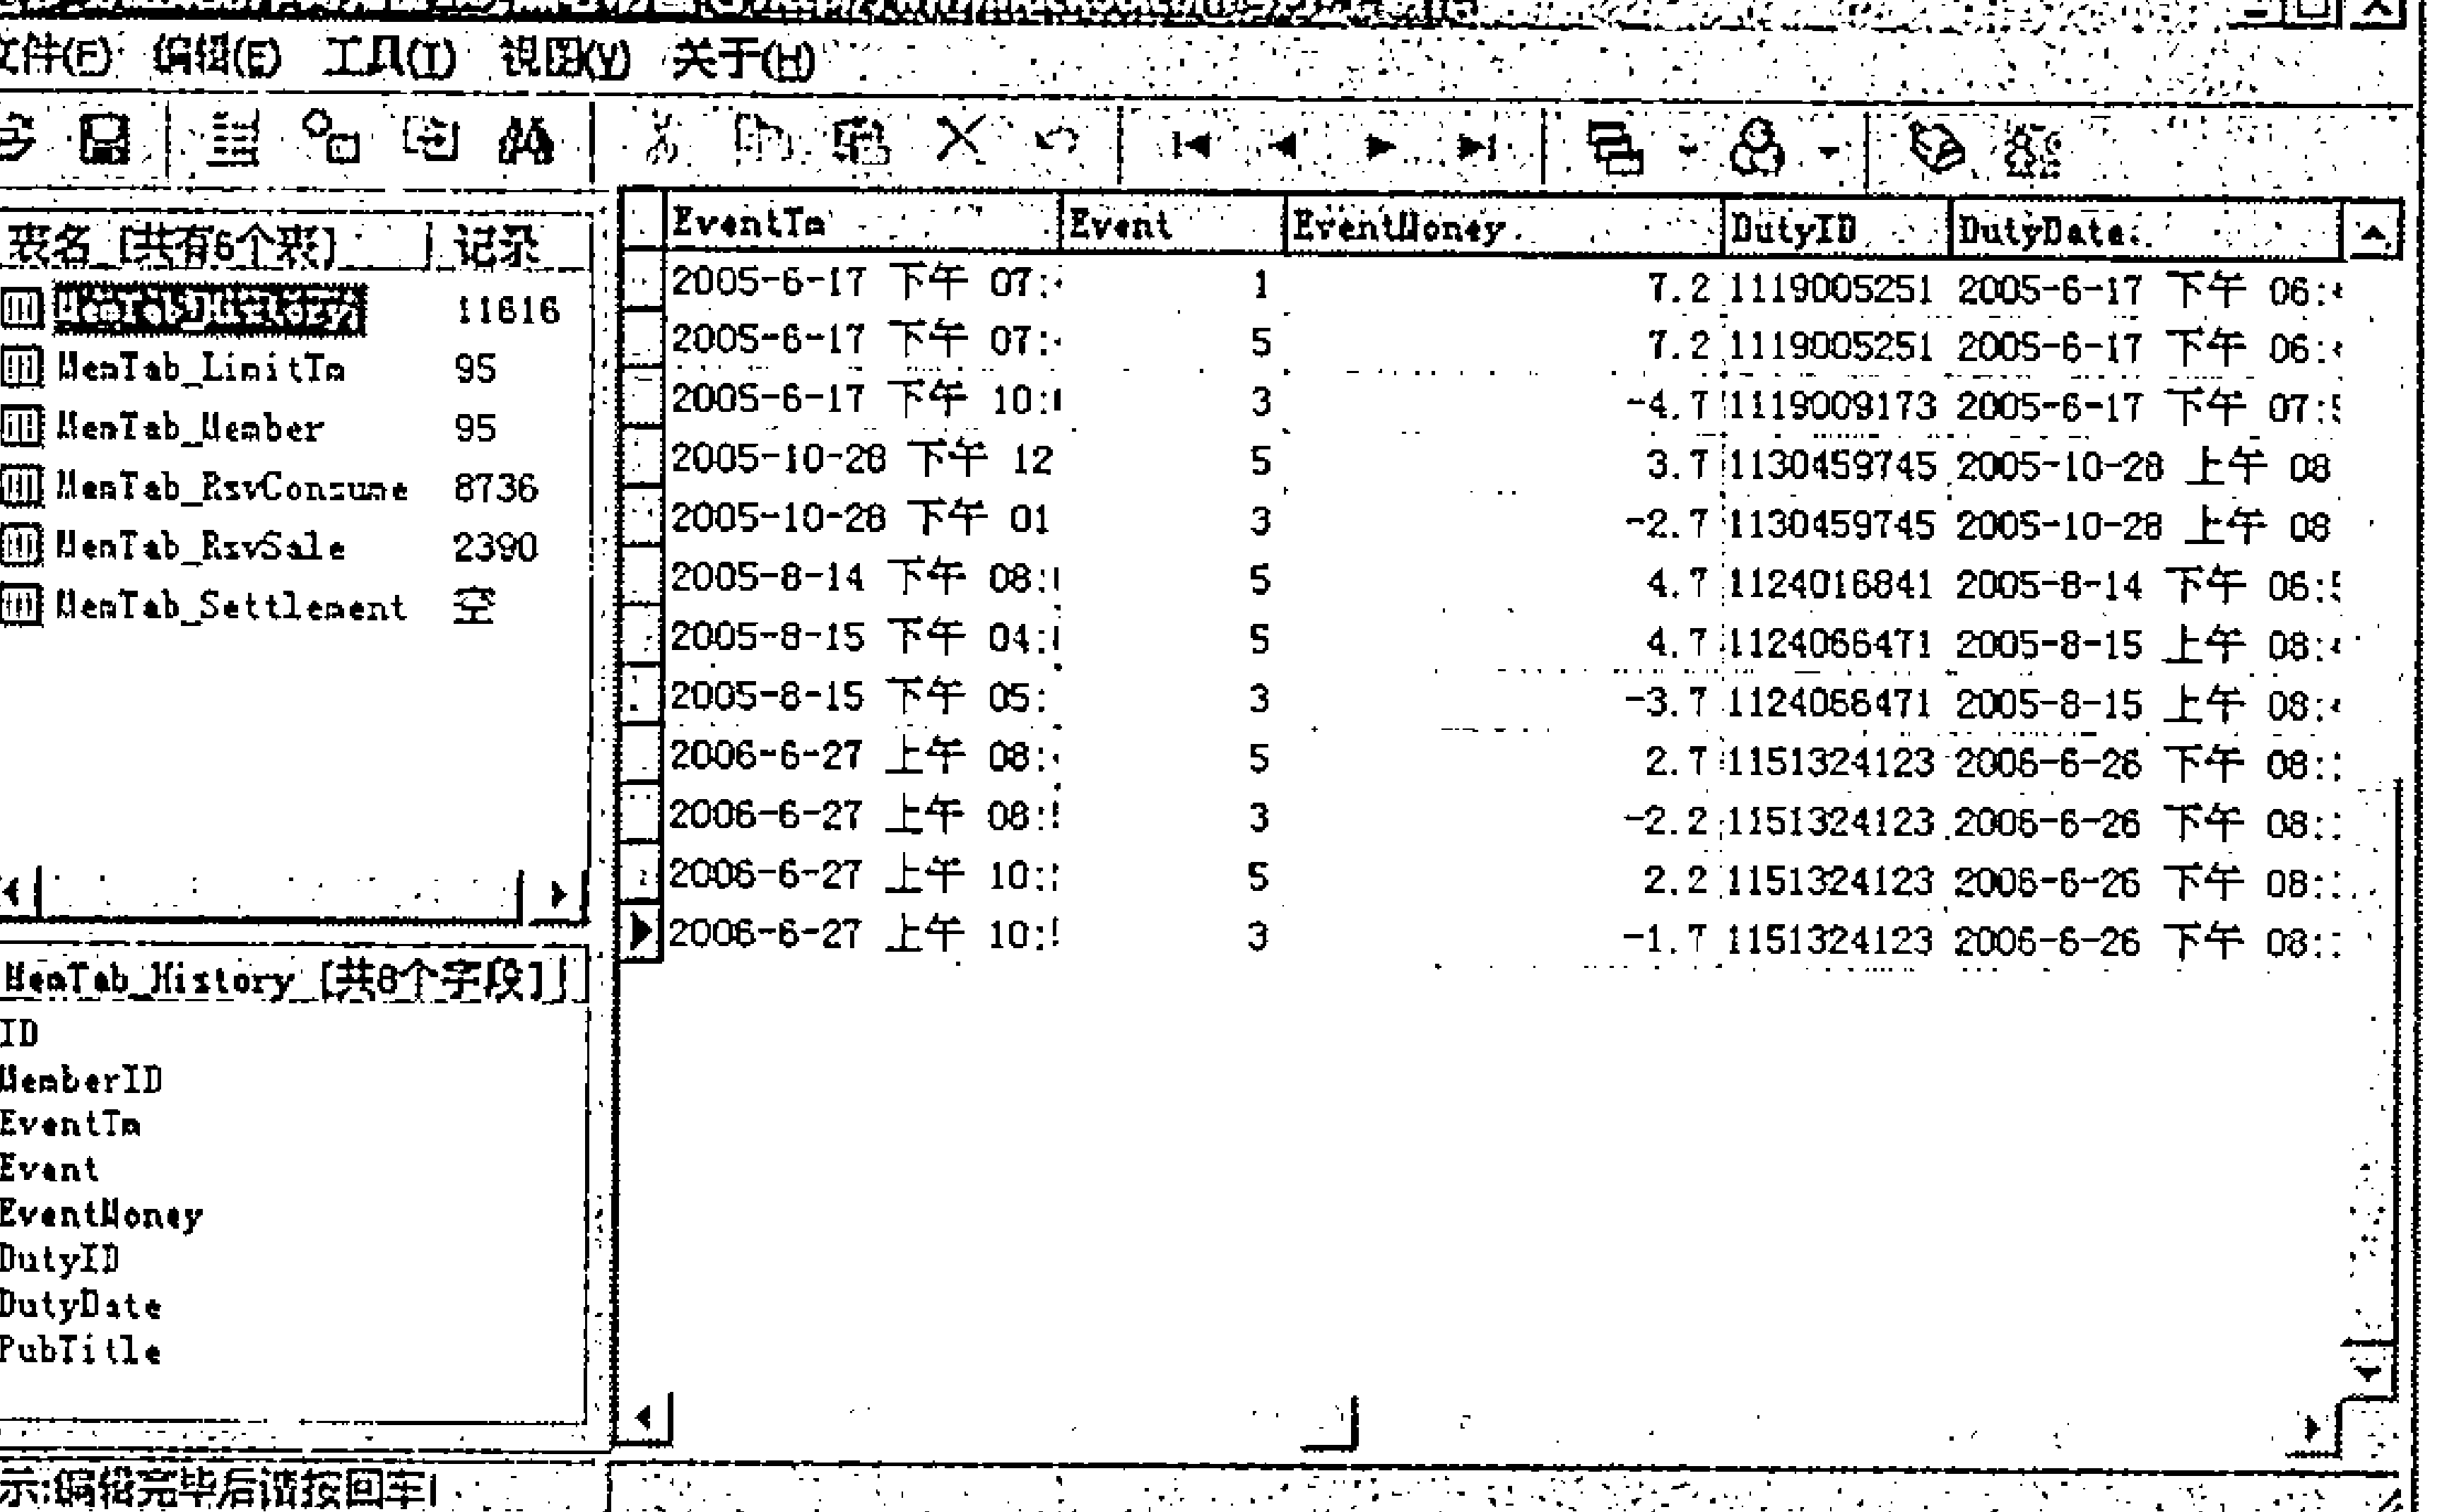 文件(F) 编辑(E) 工具(T) 视图(V) 关于(H)
表名 [共有6个表] 记录
MemTab_History 11616
MemTab_LimitTm 95
MemTab_Member 95
MemTab_RsvConsume 8736
MemTab_RsvSale 2390
MemTab_Settlement 空
MemTab_History [共8个字段]
ID
MemberID
EventTm
Event
EventMoney
DutyID
DutyDate
PubTitle
EventTm Event EventMoney DutyID DutyDate
2005-6-17 下午 07: 1 7.2 1119005251 2005-6-17 下午 06:
2005-6-17 下午 07: 5 7.2 1119005251 2005-6-17 下午 06:
2005-6-17 下午 10: 3 -4.7 1119009173 2005-6-17 下午 07:
2005-10-28 下午 12 5 3.7 1130459745 2005-10-28 上午 08
2005-10-28 下午 01 3 -2.7 1130459745 2005-10-28 上午 08
2005-8-14 下午 08: 5 4.7 1124016841 2005-8-14 下午 06:
2005-8-15 下午 04: 5 4.7 1124066471 2005-8-15 上午 08:
2005-8-15 下午 05: 3 -3.7 1124066471 2005-8-15 上午 08:
2006-6-27 上午 08: 5 2.7 1151324123 2006-6-26 下午 08:
2006-6-27 上午 08: 3 -2.2 1151324123 2006-6-26 下午 08:
2006-6-27 上午 10: 5 2.2 1151324123 2006-6-26 下午 08:
2006-6-27 上午 10: 3 -1.7 1151324123 2006-6-26 下午 08:
示:编辑完毕后请按回车!